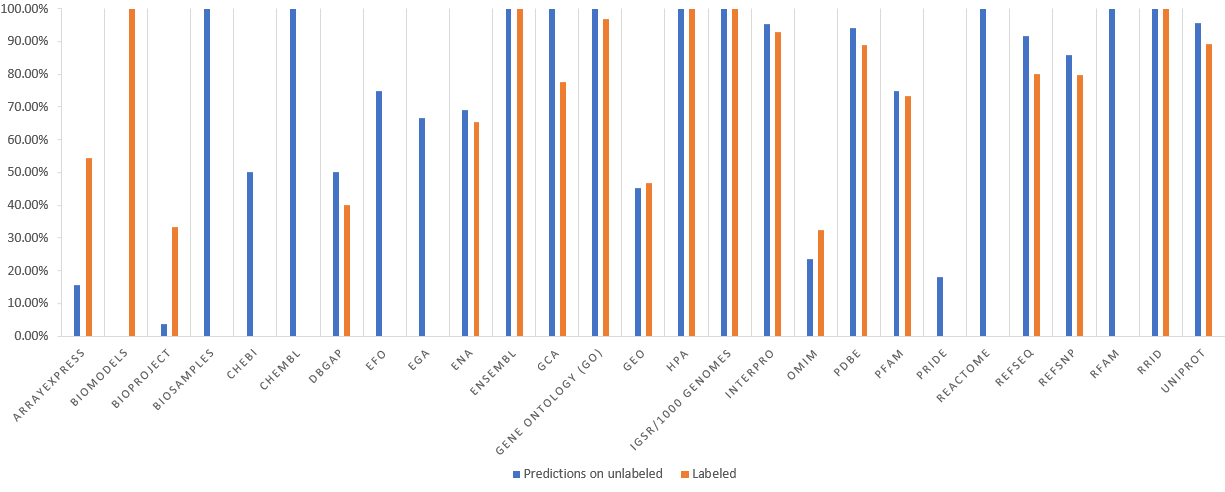 100.00%
90.00%
80.00%
70.00%
60.00%
50.00%
40.00%
30.00%
20.00%
10.00%
0.00%
ARRAYEXPRESS
BIOMODELS
BIOPROJECT
BIOSAMPLES
CHEBI
CHEMBL
DBGAP
EFO
EGA
ENA
ENSEMBL
GCA
GENE ONTOLOGY (GO)
GEO
HPA
IGSR/1000 GENOMES
INTERPRO
OMIM
PDBE
PFAM
PRIDE
REACTOME
REFSEQ
REFSNP
RFAM
RRID
UNIPROT
Predictions on unlabeled
Labeled